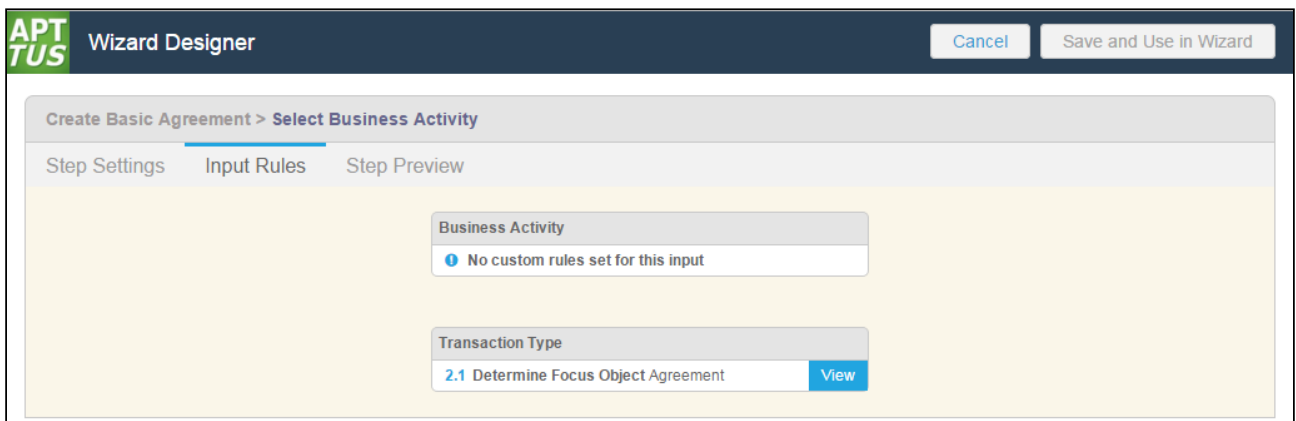 APT
TUS
Wizard Designer
Cancel
Save and Use in Wizard
Create Basic Agreement > Select Business Activity
Step Settings
Input Rules
Step Preview
Business Activity
No custom rules set for this input
Transaction Type
2.1 Determine Focus Object Agreement
View